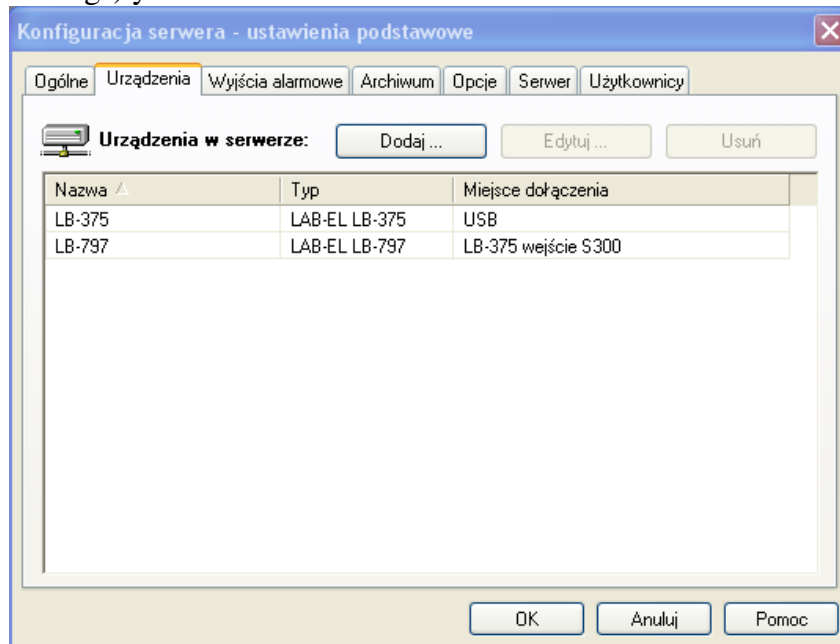 Konfiguracja serwera - ustawienia podstawowe
Ogólne Urządzenia Wyjścia alarmowe Archiwum Opcje Serwer Użytkownicy
Urządzenia w serwerze: Dodaj ... Edytuj ... Usuń
Nazwa Typ Miejsce dołączenia
LB-375 LAB-EL LB-375 USB
LB-797 LAB-EL LB-797 LB-375 wejście S300
OK Anuluj Pomoc